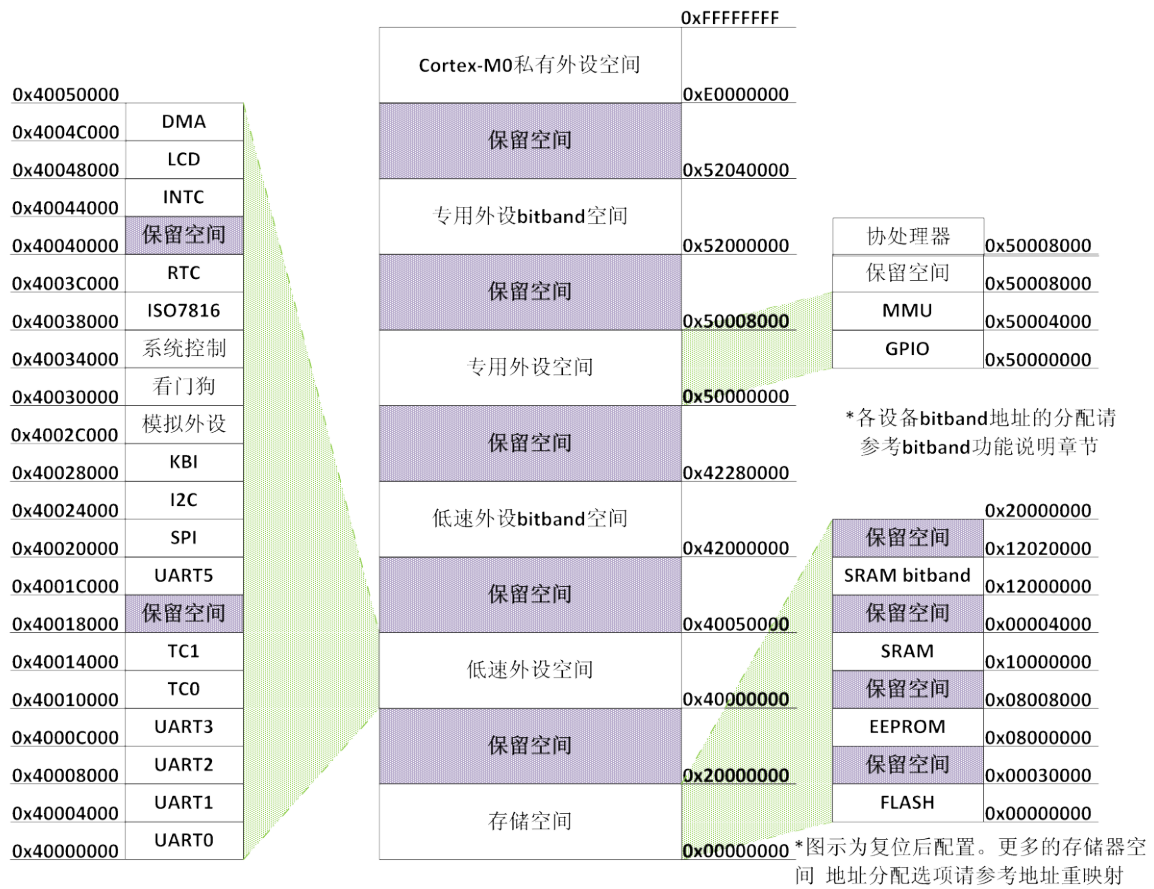 0x40050000
DMA
0x4004C000
LCD
0x40048000
INTC
0x40044000
保留空间
0x40040000
RTC
0x4003C000
ISO7816
0x40038000
系统控制
0x40034000
看门狗
0x40030000
模拟外设
0x4002C000
KBI
0x40028000
I2C
0x40024000
SPI
0x40020000
UART5
0x4001C000
保留空间
0x40018000
TC1
0x40014000
TC0
0x40010000
UART3
0x4000C000
UART2
0x40008000
UART1
0x40004000
UART0
0x40000000
0xFFFFFFFF
Cortex-M0私有外设空间
0xE0000000
保留空间
0x52040000
专用外设bitband空间
0x52000000
保留空间
0x50008000
专用外设空间
0x50000000
保留空间
0x42280000
低速外设bitband空间
0x42000000
保留空间
0x40050000
低速外设空间
0x40000000
保留空间
0x20000000
存储空间
0x00000000
协处理器
0x50008000
保留空间
0x50008000
MMU
0x50004000
GPIO
0x50000000
*各设备bitband地址的分配请
参考bitband功能说明章节
0x20000000
保留空间
0x12020000
SRAM bitband
0x12000000
保留空间
0x00004000
SRAM
0x10000000
保留空间
0x08008000
EEPROM
0x08000000
保留空间
0x00030000
FLASH
0x00000000
*图示为复位后配置。更多的存储器空
间 地址分配选项请参考地址重映射